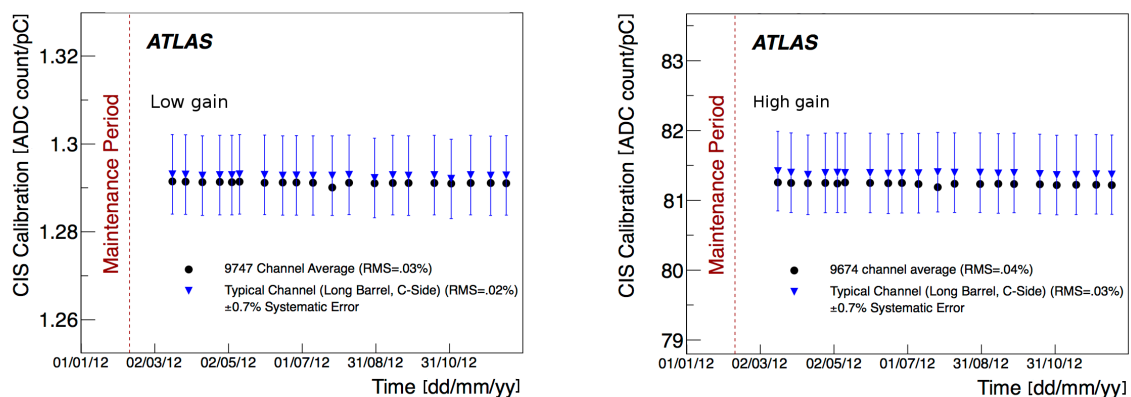 CIS Calibration [ADC count/pC]
1.32
1.3
1.28
1.26
ATLAS
Low gain
Maintenance Period
9747 Channel Average (RMS=.03%)
Typical Channel (Long Barrel, C-Side) (RMS=.02%)
±0.7% Systematic Error
01/01/12 02/03/12 02/05/12 01/07/12 31/08/12 31/10/12
Time [dd/mm/yy]
CIS Calibration [ADC count/pC]
83
82
81
80
79
ATLAS
High gain
Maintenance Period
9674 channel average (RMS=.04%)
Typical Channel (Long Barrel, C-Side) (RMS=.03%)
±0.7% Systematic Error
01/01/12 02/03/12 02/05/12 01/07/12 31/08/12 31/10/12
Time [dd/mm/yy]